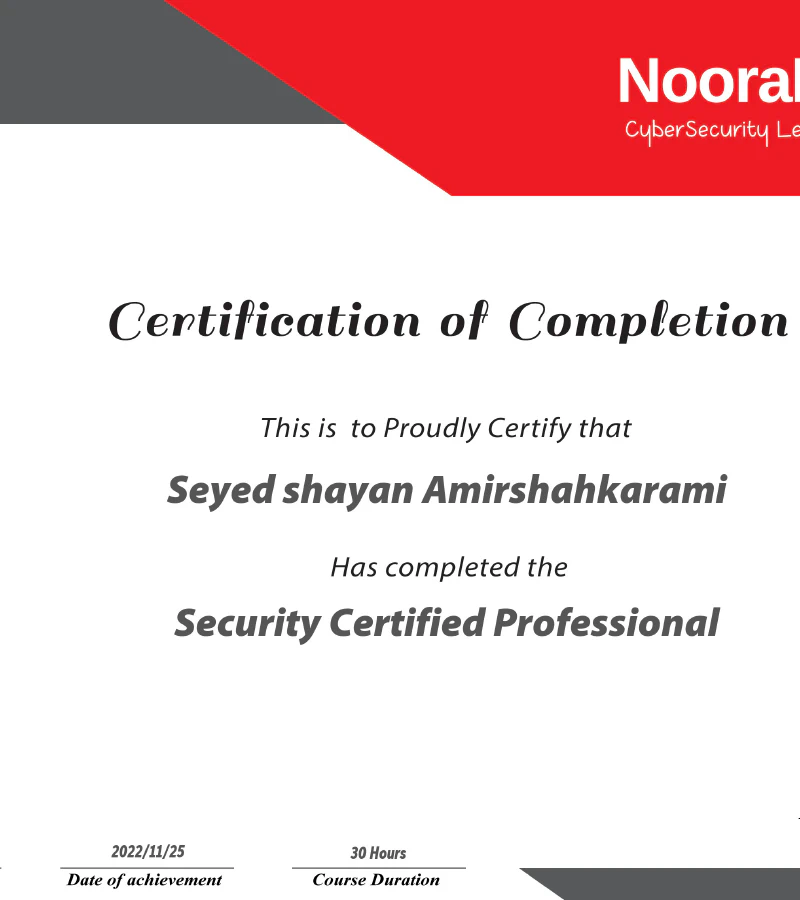 Noora
CyberSecurity Le
Certification of Completion
This is to Proudly Certify that
Seyed shayan Amirshahkarami
Has completed the
Security Certified Professional
2022/11/25
30 Hours
Date of achievement
Course Duration